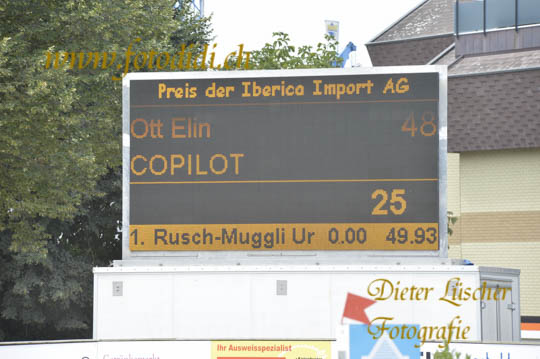 www.fotodidi.ch
Dieter Lüscher
Fotografie
Preis der Iberica Import AG
Ott Elin 48
COPILOT
25
1. Rusch-Muggli Ur 0.00 49.93
Ihr Ausweisspezialist